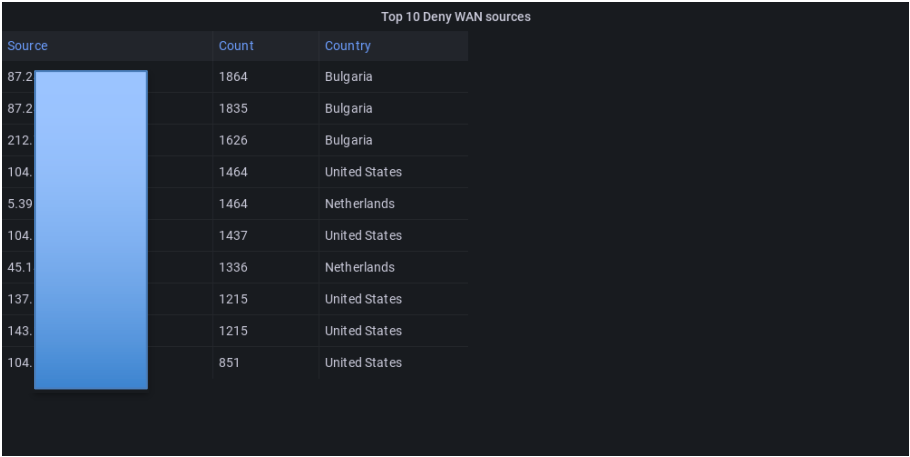 Top 10 Deny WAN sources
Source Count Country
87.2 1864 Bulgaria
87.2 1835 Bulgaria
212. 1626 Bulgaria
104. 1464 United States
5.39 1464 Netherlands
104. 1437 United States
45.1 1336 Netherlands
137. 1215 United States
143. 1215 United States
104. 851 United States